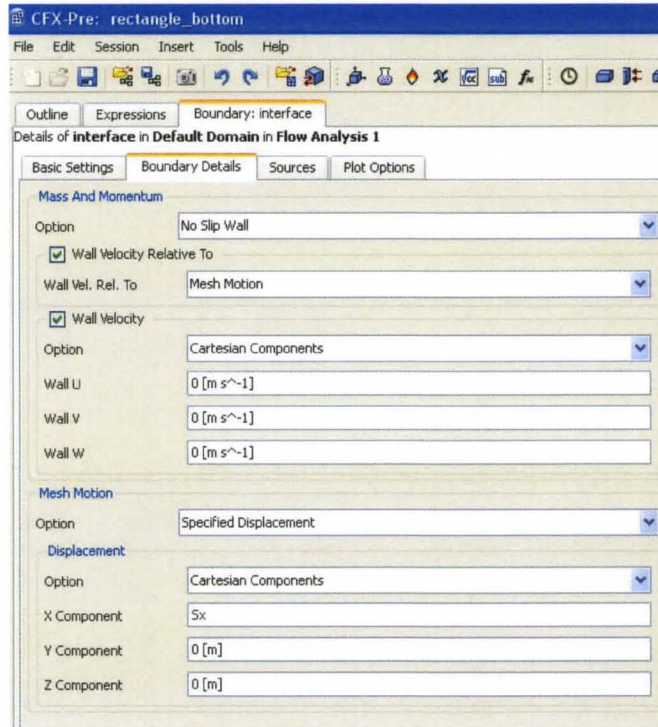 CFX-Pre: rectangle_bottom
File Edit Session Insert Tools Help
√α sub
Outline Expressions Boundary: interface
Details of interface in Default Domain in Flow Analysis 1
Basic Settings Boundary Details Sources Plot Options
Mass And Momentum
Option No Slip Wall
Wall Velocity Relative To
Wall Vel. Rel. To Mesh Motion
Wall Velocity
Option Cartesian Components
Wall U 0 [m s^-1]
Wall V 0 [m s^-1]
Wall W 0 [m s^-1]
Mesh Motion
Option Specified Displacement
Displacement
Option Cartesian Components
X Component Sx
Y Component 0 [m]
Z Component 0 [m]